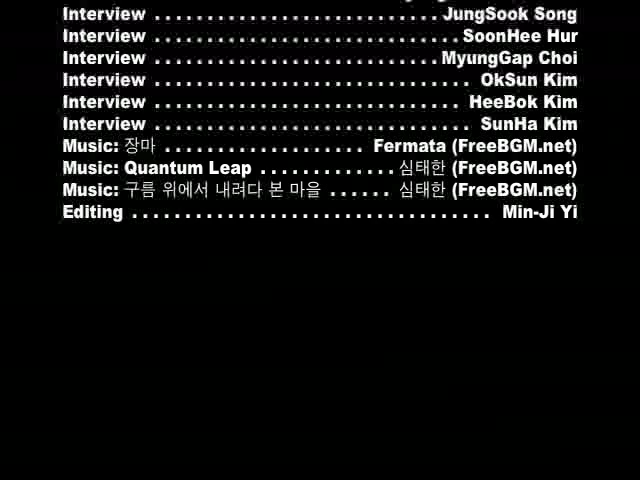 Interview ........................... JungSook Song
Interview ............................. SoonHee Hur
Interview ........................... MyungGap Choi
Interview .............................. OkSun Kim
Interview ............................. HeeBok Kim
Interview .............................. SunHa Kim
Music: 장마 ................... Fermata (FreeBGM.net)
Music: Quantum Leap ............. 심태한 (FreeBGM.net)
Music: 구름 위에서 내려다 본 마을 ...... 심태한 (FreeBGM.net)
Editing .................................. Min-Ji Yi